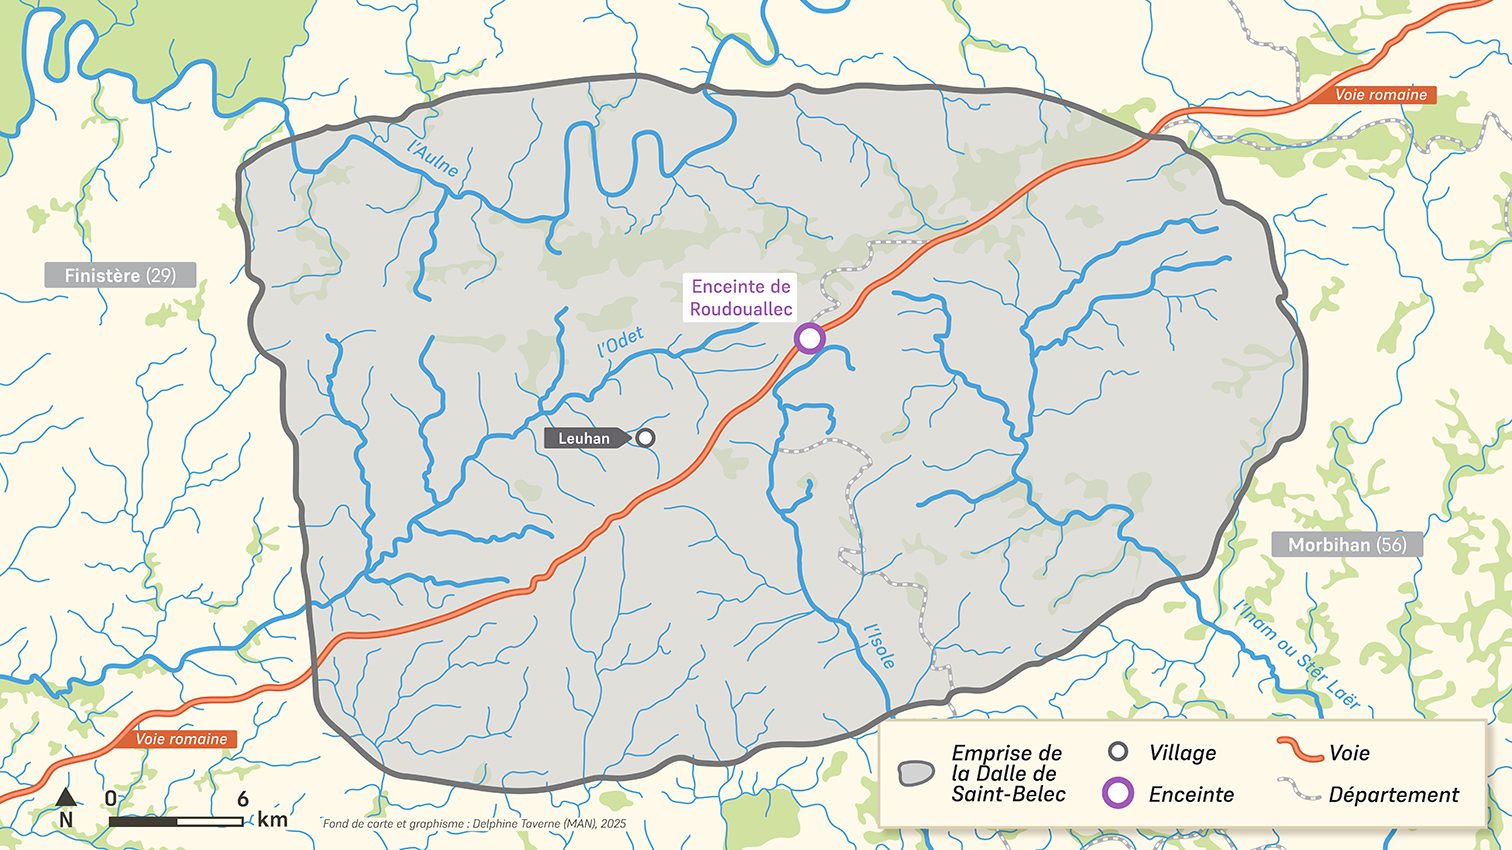 Voie romaine
l'Aulne
Finistère (29)
Enceinte de
Roudouallec
l'Odet
Leuhan
Morbihan (56)
l'Isole
l'Inam ou Stêr Laër
Voie romaine
N
0
6
km
Fond de carte et graphisme : Delphine Taverne (MAN), 2025
Emprise de
la Dalle de
Saint-Belec
Village
Enceinte
Voie
Département